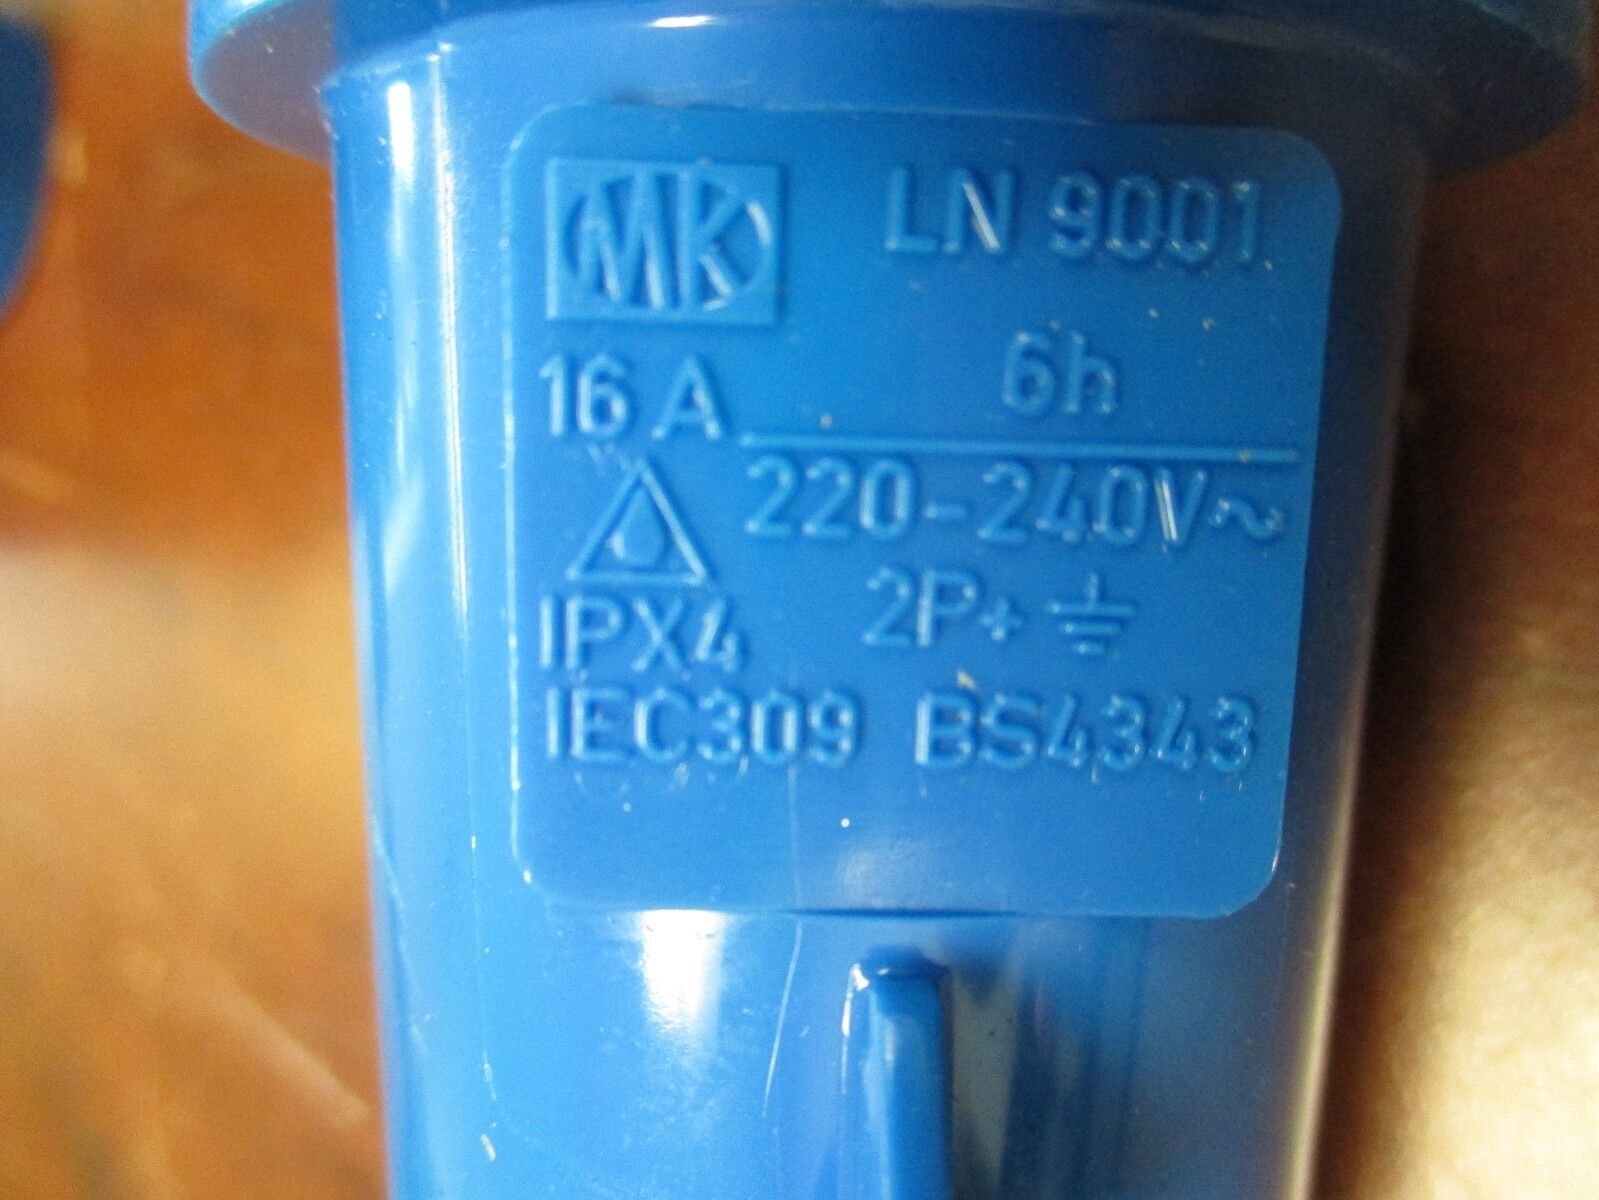 MK LN 9001
16 A 6h
220-240V~
IPX4 2P+⏚
IEC309 BS4343